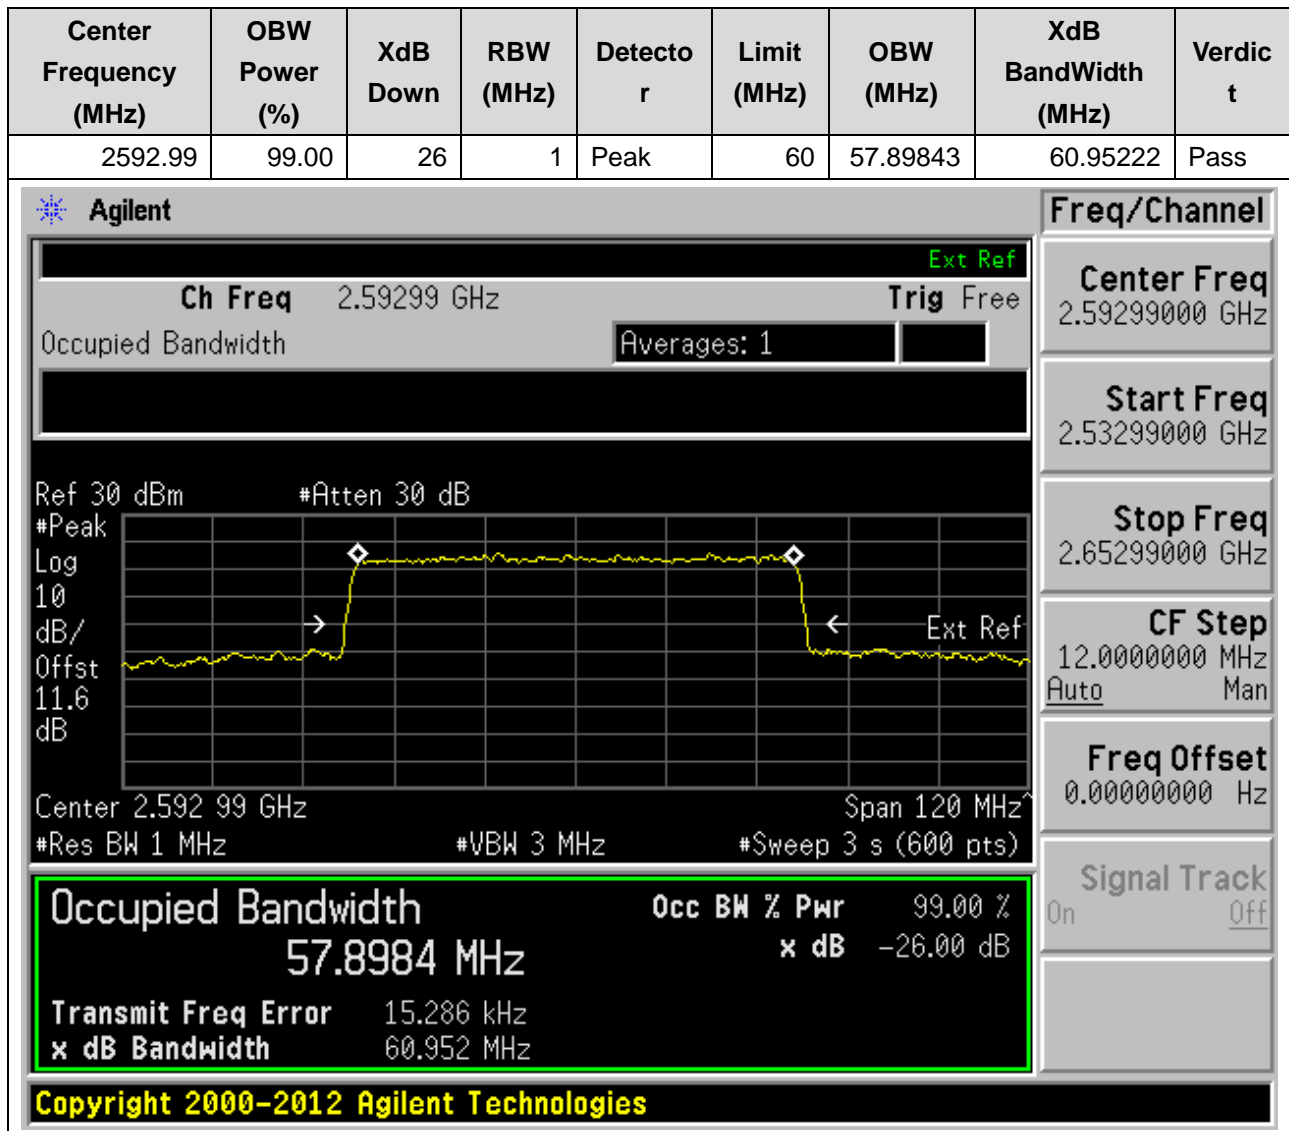 Center Frequency (MHz) OBW Power (%) XdB Down RBW (MHz) Detecto r Limit (MHz) OBW (MHz) XdB BandWidth (MHz) Verdic t
2592.99 99.00 26 1 Peak 60 57.89843 60.95222 Pass
Agilent
Freq/Channel
Ext Ref
Ch Freq 2.59299 GHz Trig Free
Occupied Bandwidth Averages: 1
Center Freq
2.59299000 GHz
Start Freq
2.53299000 GHz
Stop Freq
2.65299000 GHz
CF Step
12.0000000 MHz
Auto Man
Freq Offset
0.00000000 Hz
Signal Track
On Off
Ref 30 dBm #Atten 30 dB
#Peak
Log
10
dB/
Offst
11.6
dB
Ext Ref
Center 2.592 99 GHz Span 120 MHz^
#Res BW 1 MHz #VBW 3 MHz #Sweep 3 s (600 pts)
Occupied Bandwidth Occ BW % Pwr 99.00 %
57.8984 MHz x dB -26.00 dB
Transmit Freq Error 15.286 kHz
x dB Bandwidth 60.952 MHz
Copyright 2000-2012 Agilent Technologies